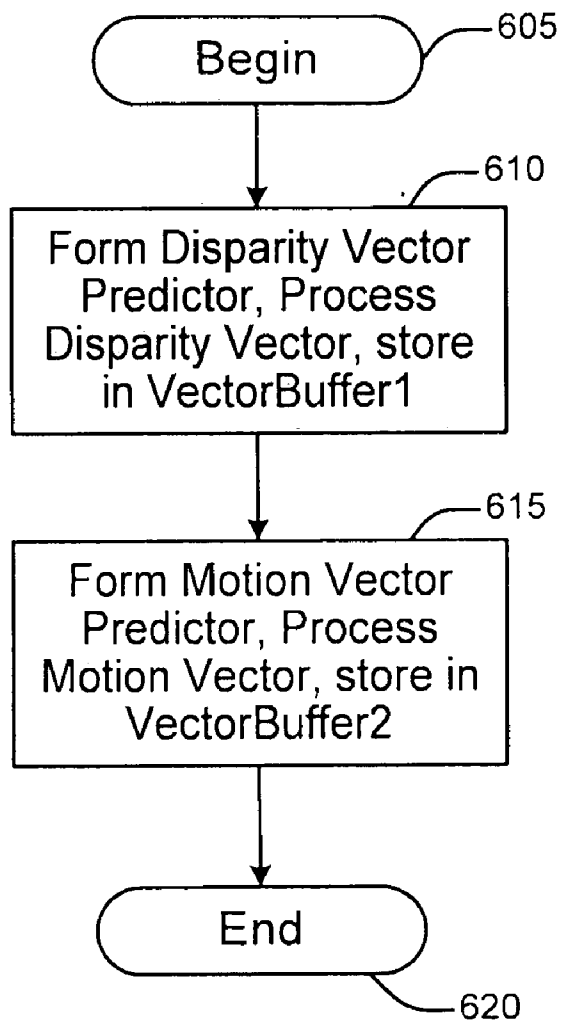 605
Begin
610
Form Disparity Vector
Predictor, Process
Disparity Vector, store
in VectorBuffer1
615
Form Motion Vector
Predictor, Process
Motion Vector, store in
VectorBuffer2
End
620